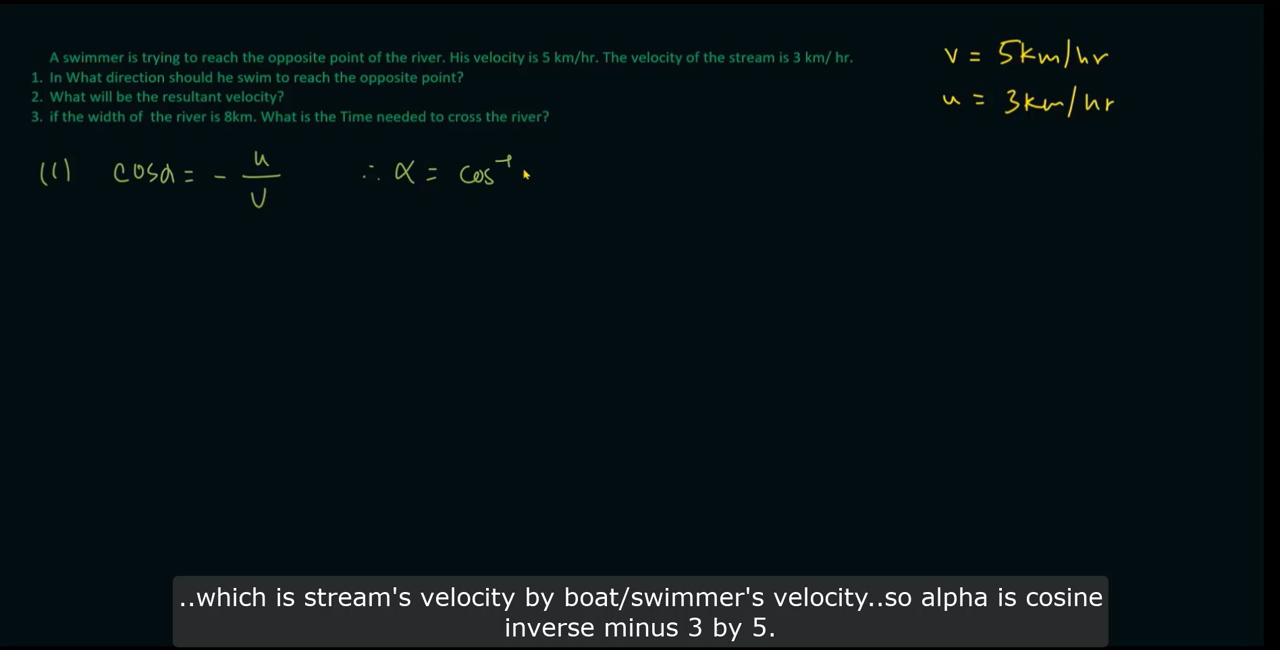 A swimmer is trying to reach the opposite point of the river. His velocity is 5 km/hr. The velocity of the stream is 3 km/ hr.
1. In What direction should he swim to reach the opposite point?
2. What will be the resultant velocity?
3. if the width of the river is 8km. What is the Time needed to cross the river?
v = 5km/hr
u = 3km/hr
(1) cosα = - u/v ∴ α = cos⁻¹
..which is stream's velocity by boat/swimmer's velocity..so alpha is cosine
inverse minus 3 by 5.